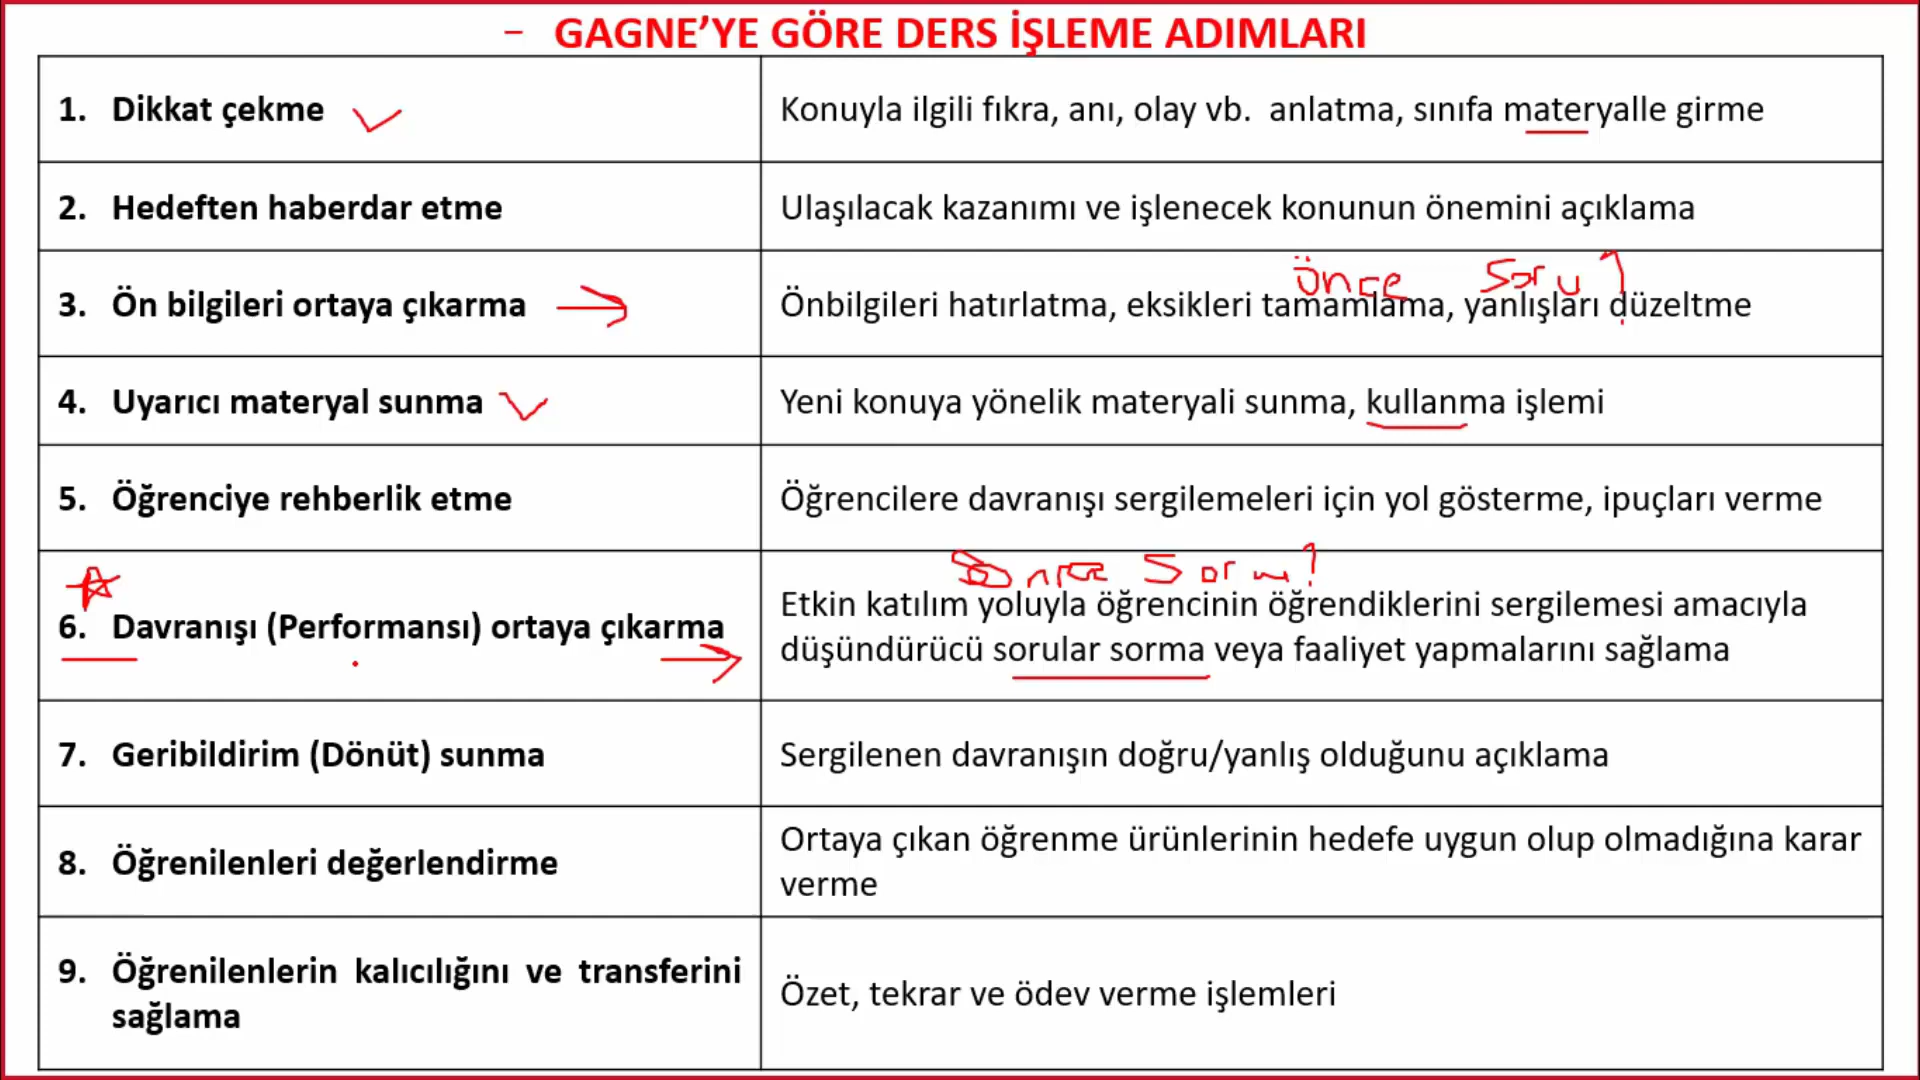 - GAGNE'YE GÖRE DERS İŞLEME ADIMLARI
1. Dikkat çekme
Konuyla ilgili fıkra, anı, olay vb. anlatma, sınıfa materyalle girme
2. Hedeften haberdar etme
Ulaşılacak kazanımı ve işlenecek konunun önemini açıklama
önce soru
3. Ön bilgileri ortaya çıkarma
Önbilgileri hatırlatma, eksikleri tamamlama, yanlışları düzeltme
4. Uyarıcı materyal sunma
Yeni konuya yönelik materyali sunma, kullanma işlemi
5. Öğrenciye rehberlik etme
Öğrencilere davranışı sergilemeleri için yol gösterme, ipuçları verme
Sonra Soru?
6. Davranışı (Performansı) ortaya çıkarma
Etkin katılım yoluyla öğrencinin öğrendiklerini sergilemesi amacıyla
düşündürücü sorular sorma veya faaliyet yapmalarını sağlama
7. Geribildirim (Dönüt) sunma
Sergilenen davranışın doğru/yanlış olduğunu açıklama
8. Öğrenilenleri değerlendirme
Ortaya çıkan öğrenme ürünlerinin hedefe uygun olup olmadığına karar
verme
9. Öğrenilenlerin kalıcılığını ve transferini
sağlama
Özet, tekrar ve ödev verme işlemleri